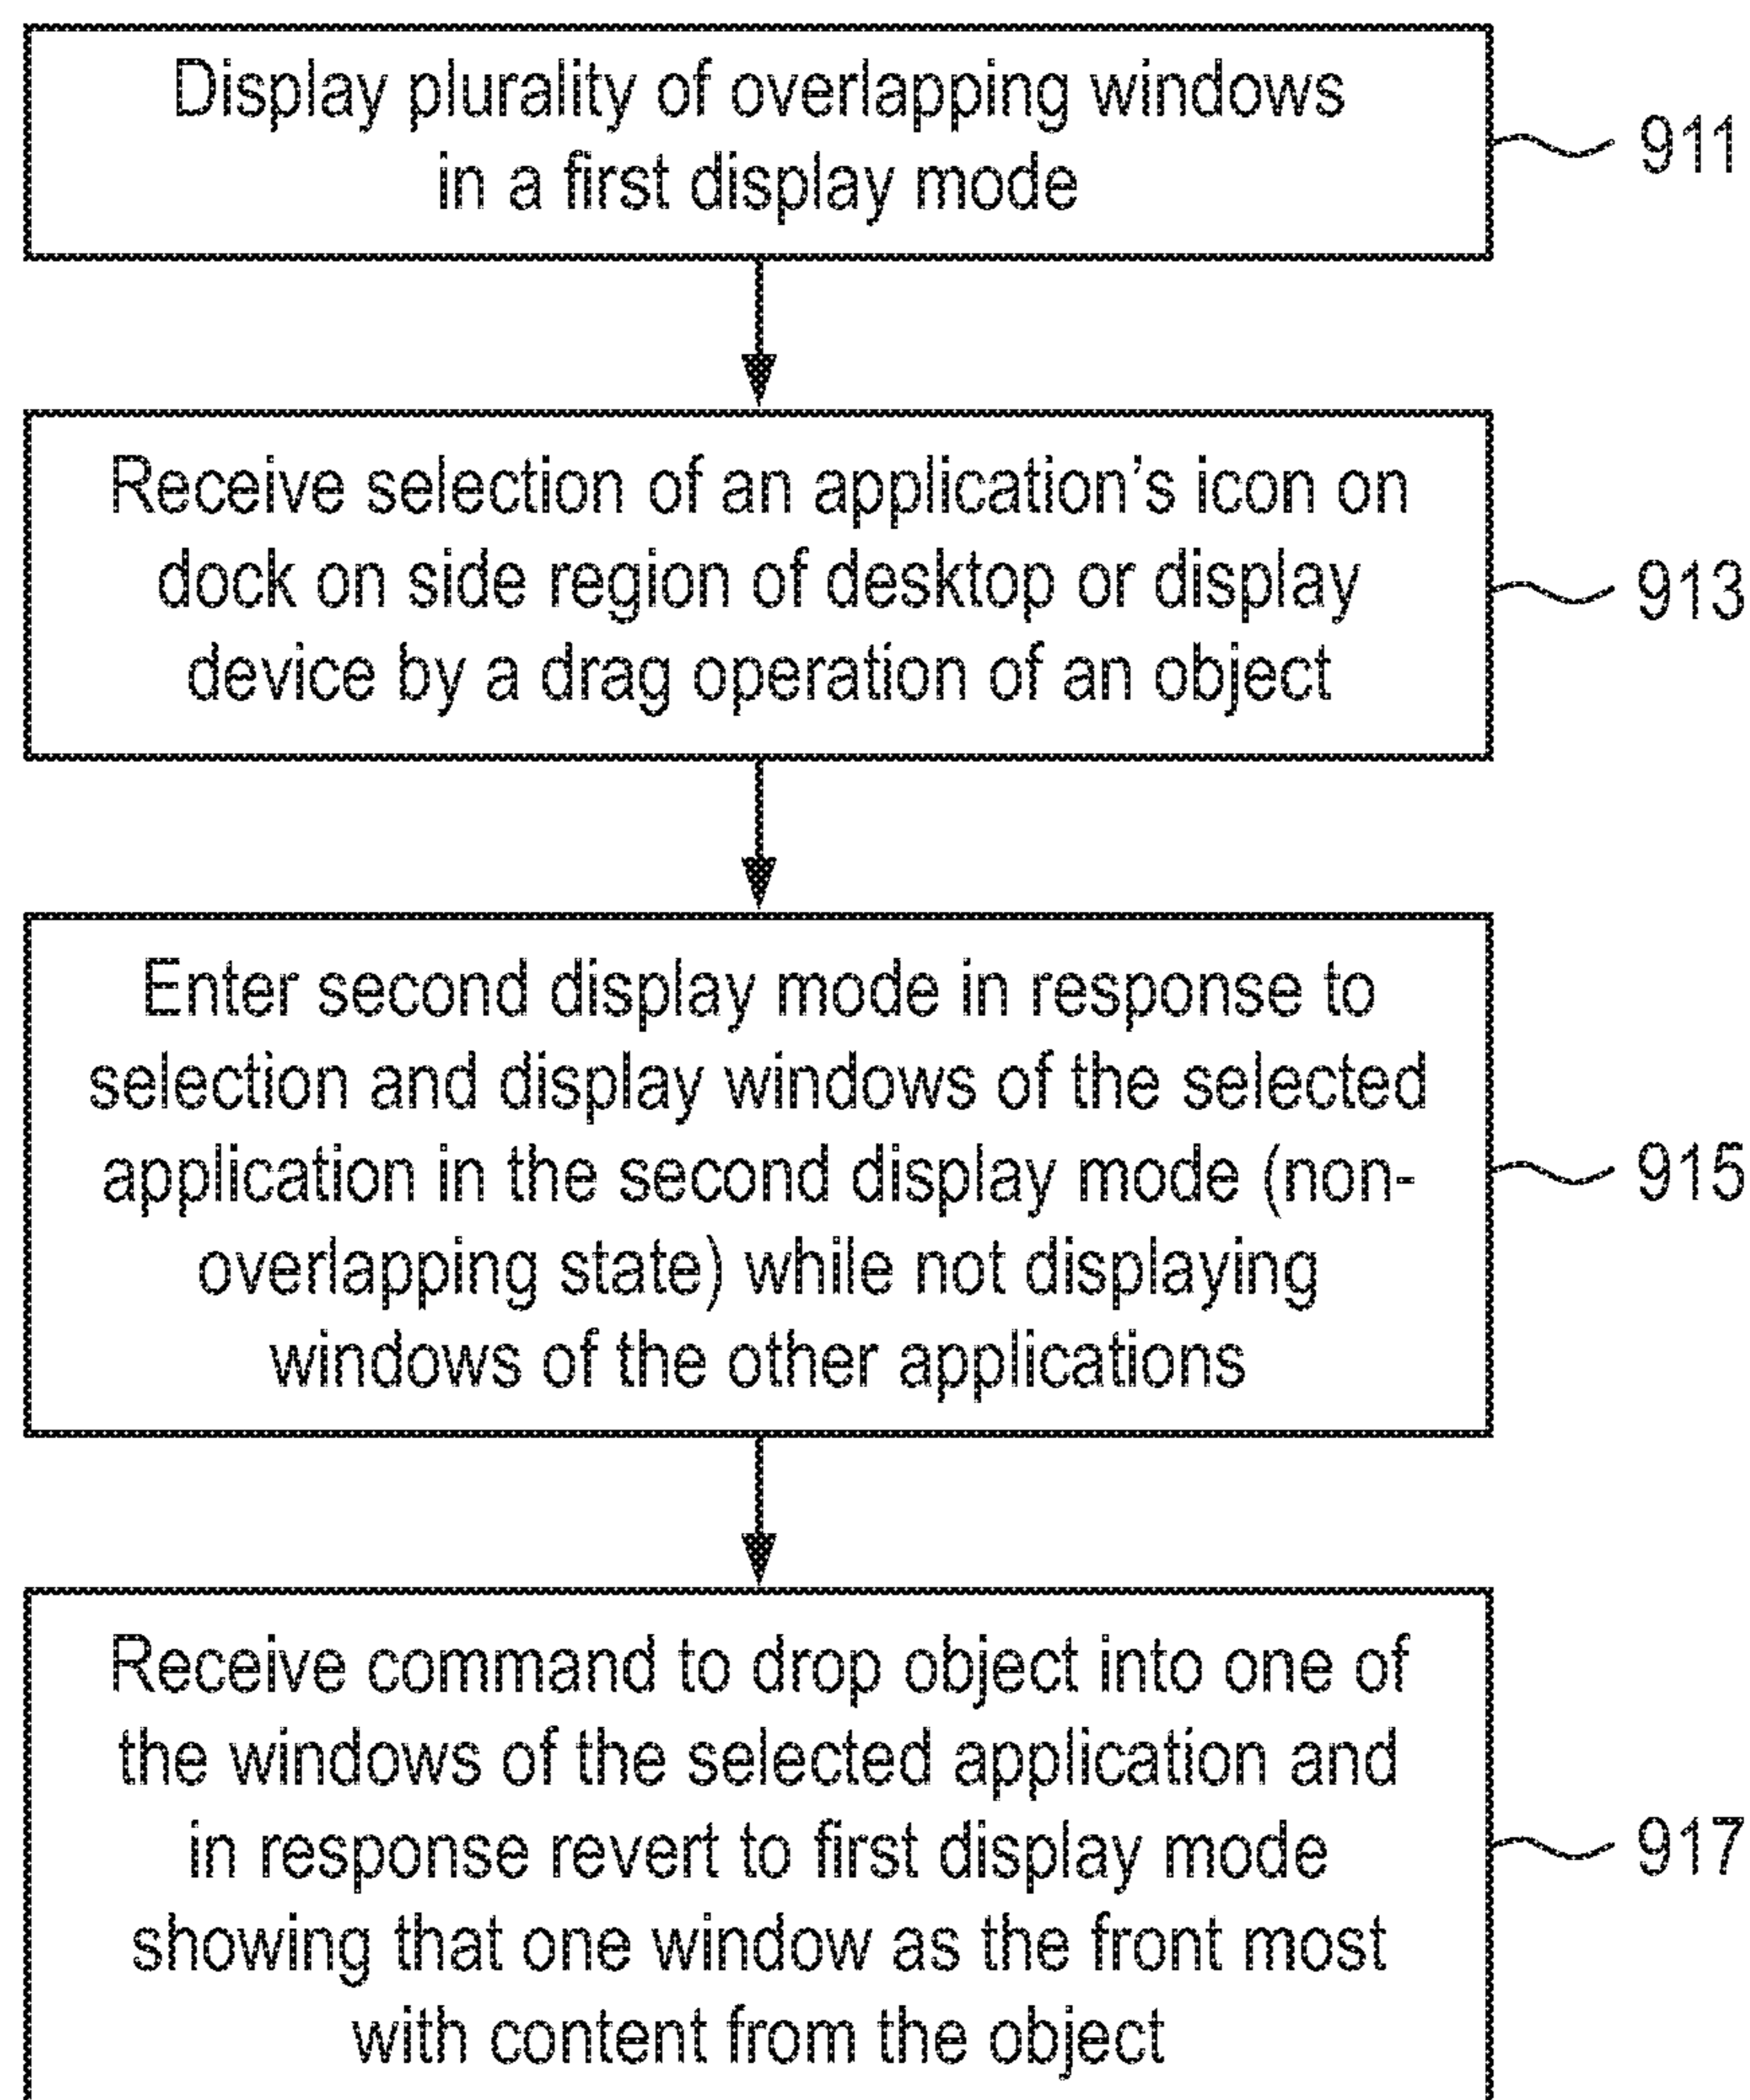 Display plurality of overlapping windows
in a first display mode
911
Receive selection of an application's icon on
dock on side region of desktop or display
device by a drag operation of an object
913
Enter second display mode in response to
selection and display windows of the selected
application in the second display mode (non-
overlapping state) while not displaying
windows of the other applications
915
Receive command to drop object into one of
the windows of the selected application and
in response revert to first display mode
showing that one window as the front most
with content from the object
917